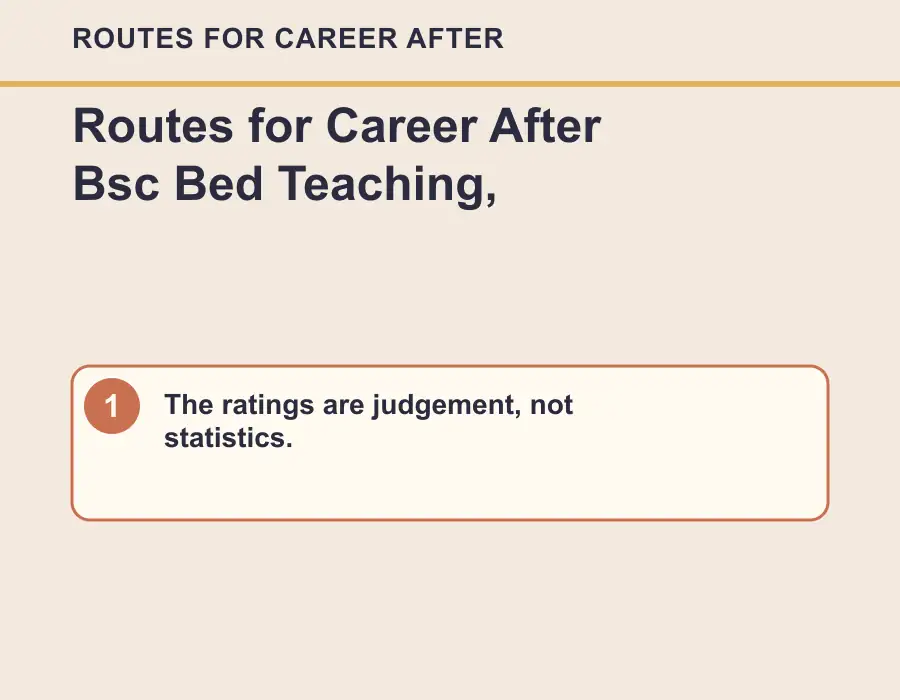 ROUTES FOR CAREER AFTER
Routes for Career After
Bsc Bed Teaching,
1
The ratings are judgement, not
statistics.